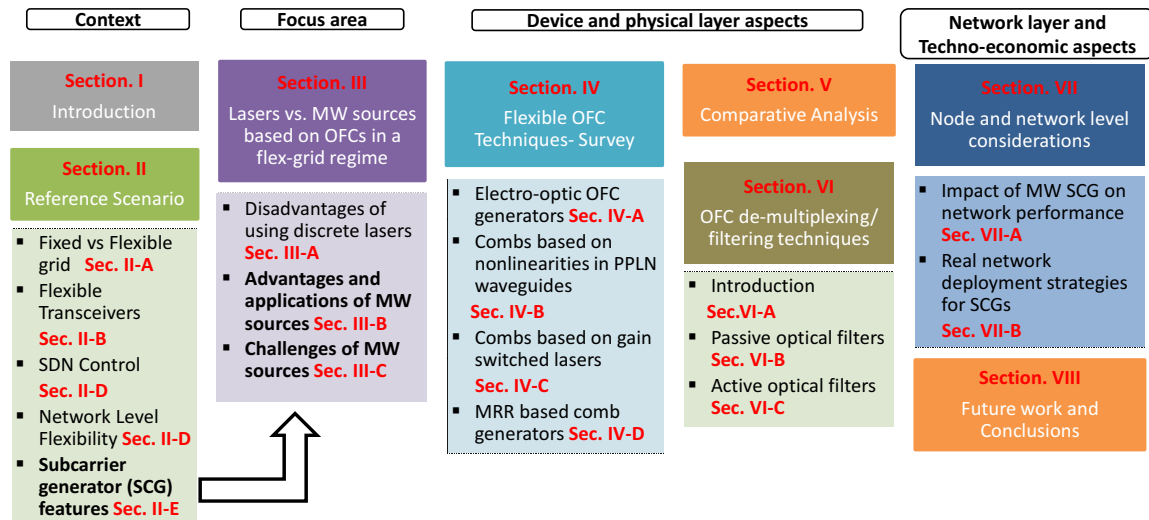 Context
Focus area
Device and physical layer aspects
Network layer and
Techno-economic aspects
Section. I
Introduction
Section. II
Reference Scenario
▪ Fixed vs Flexible
grid Sec. II-A
▪ Flexible
Transceivers
Sec. II-B
▪ SDN Control
Sec. II-D
▪ Network Level
Flexibility Sec. II-D
▪ Subcarrier
generator (SCG)
features Sec. II-E
Section. III
Lasers vs. MW sources
based on OFCs in a
flex-grid regime
▪ Disadvantages of
using discrete lasers
Sec. III-A
▪ Advantages and
applications of MW
sources Sec. III-B
▪ Challenges of MW
sources Sec. III-C
Section. IV
Flexible OFC
Techniques- Survey
▪ Electro-optic OFC
generators Sec. IV-A
▪ Combs based on
nonlinearities in PPLN
waveguides
Sec. IV-B
▪ Combs based on gain
switched lasers
Sec. IV-C
▪ MRR based comb
generators Sec. IV-D
Section. V
Comparative Analysis
Section. VI
OFC de-multiplexing/
filtering techniques
▪ Introduction
Sec.VI-A
▪ Passive optical filters
Sec. VI-B
▪ Active optical filters
Sec. VI-C
Section. VII
Node and network level
considerations
▪ Impact of MW SCG on
network performance
Sec. VII-A
▪ Real network
deployment strategies
for SCGs
Sec. VII-B
Section. VIII
Future work and
Conclusions